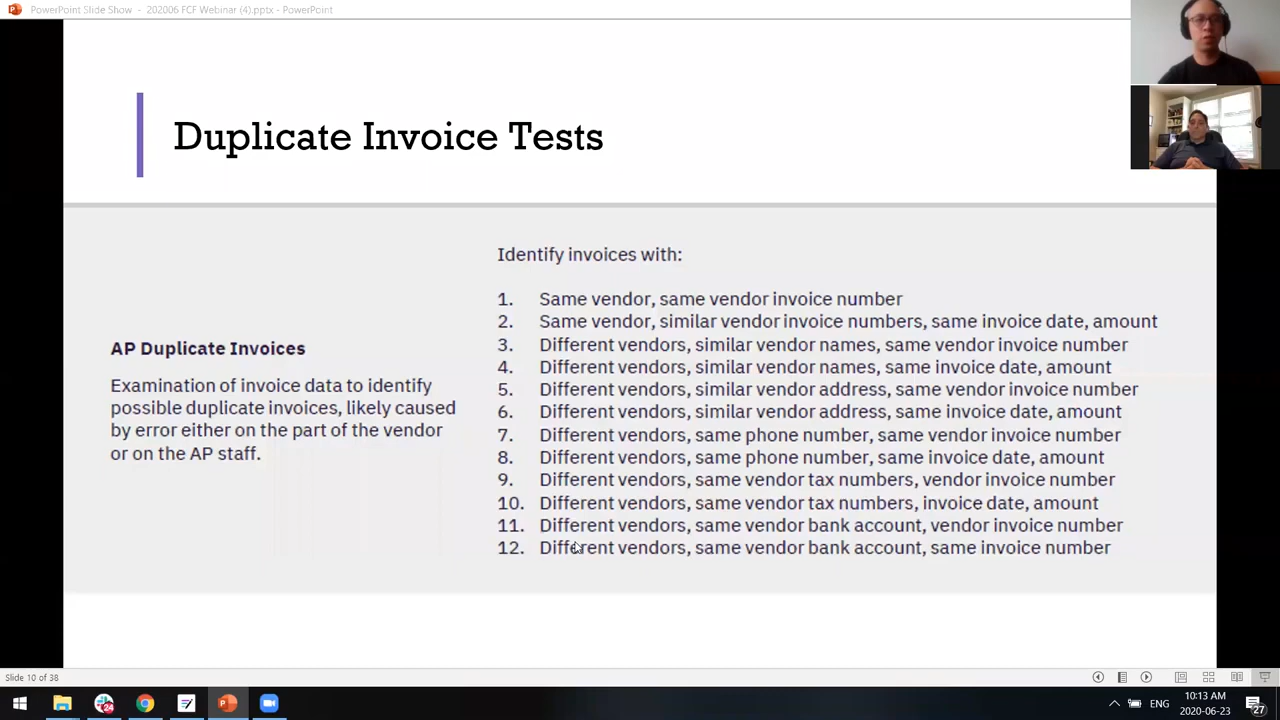 PowerPoint Slide Show - 202006 FCF Webinar (4).pptx - PowerPoint
Duplicate Invoice Tests
AP Duplicate Invoices
Examination of invoice data to identify
possible duplicate invoices, likely caused
by error either on the part of the vendor
or on the AP staff.
Identify invoices with:
1. Same vendor, same vendor invoice number
2. Same vendor, similar vendor invoice numbers, same invoice date, amount
3. Different vendors, similar vendor names, same vendor invoice number
4. Different vendors, similar vendor names, same invoice date, amount
5. Different vendors, similar vendor address, same vendor invoice number
6. Different vendors, similar vendor address, same invoice date, amount
7. Different vendors, same phone number, same vendor invoice number
8. Different vendors, same phone number, same invoice date, amount
9. Different vendors, same vendor tax numbers, vendor invoice number
10. Different vendors, same vendor tax numbers, invoice date, amount
11. Different vendors, same vendor bank account, vendor invoice number
12. Different vendors, same vendor bank account, same invoice number
Slide 10 of 38
24
ENG
10:13 AM
2020-06-23
27